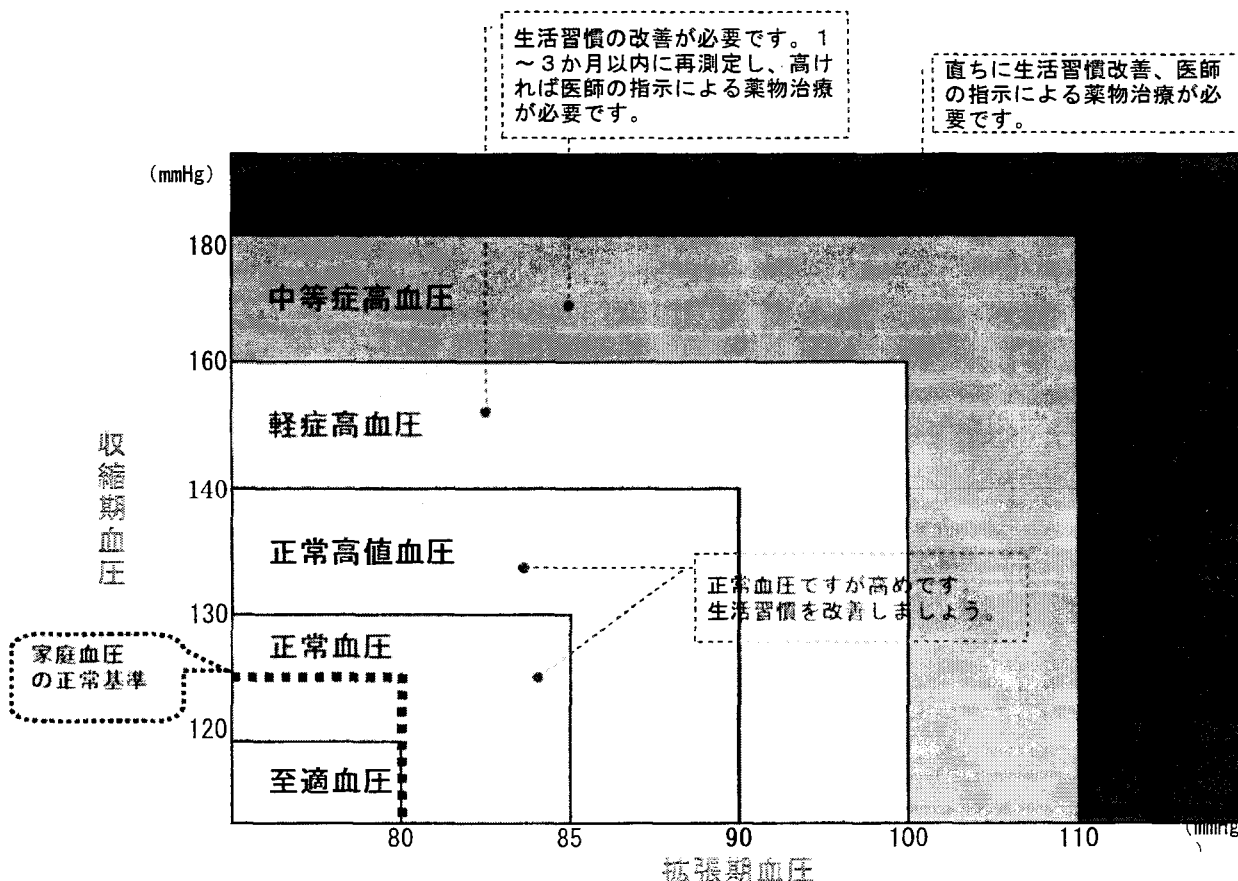 生活習慣の改善が必要です。1
～3か月以内に再測定し、高け
れば医師の指示による薬物治療
が必要です。
直ちに生活習慣改善、医師
の指示による薬物治療が必
要です。
(mmHg)
180
中等症高血圧
160
軽症高血圧
収縮期血圧
140
正常高値血圧
正常血圧ですが高めです。
生活習慣を改善しましょう。
130
正常血圧
家庭血圧
の正常基準
120
至適血圧
80
85
90
100
110
(mmHg
)
拡張期血圧